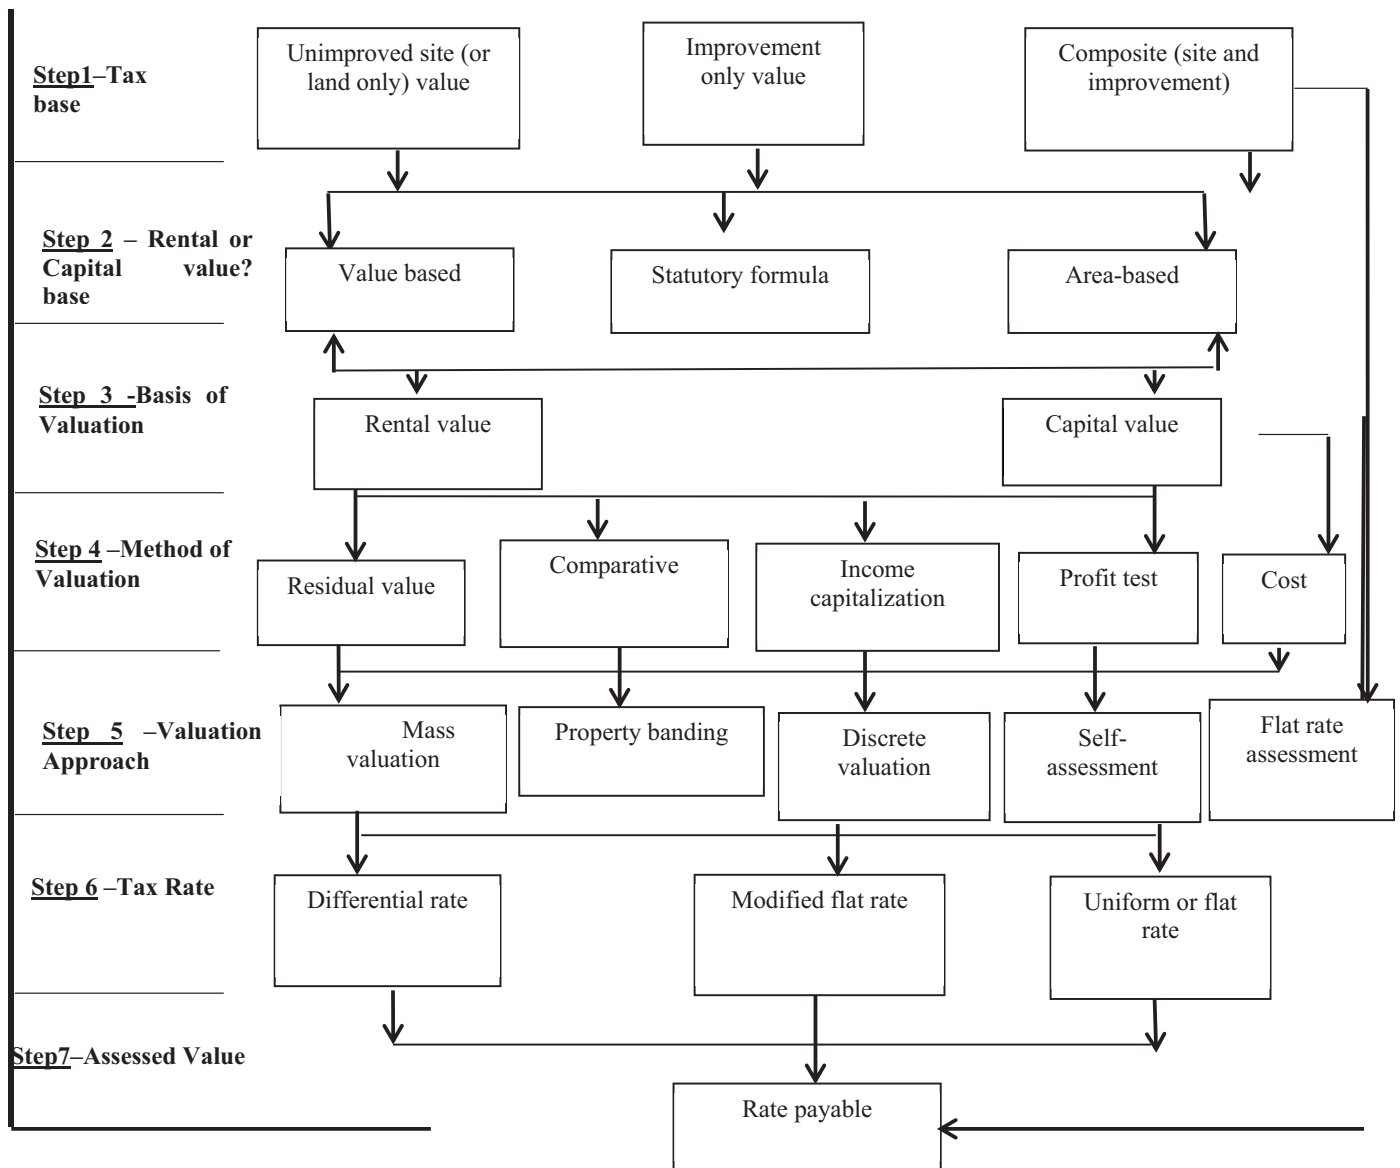 Step1–Tax
base
Unimproved site (or
land only) value
Improvement
only value
Composite (site and
improvement)
Step 2 – Rental or
Capital value?
base
Value based
Statutory formula
Area-based
Step 3 -Basis of
Valuation
Rental value
Capital value
Step 4 –Method of
Valuation
Residual value
Comparative
Income
capitalization
Profit test
Cost
Step 5 –Valuation
Approach
Mass
valuation
Property banding
Discrete
valuation
Self-
assessment
Flat rate
assessment
Step 6 –Tax Rate
Differential rate
Modified flat rate
Uniform or flat
rate
Step7–Assessed Value
Rate payable